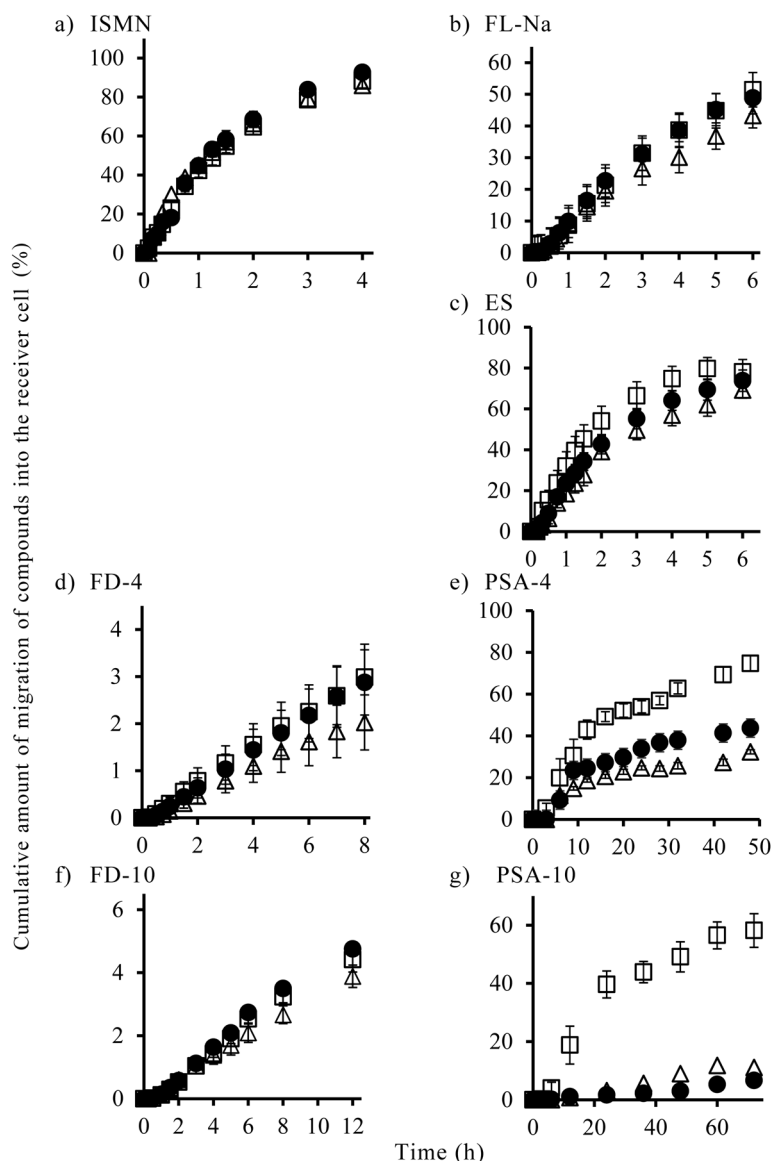 a) ISMN
100
80
60
40
20
0
0 1 2 3 4
b) FL-Na
60
50
40
30
20
10
0
0 1 2 3 4 5 6
c) ES
100
80
60
40
20
0
0 1 2 3 4 5 6
d) FD-4
4
3
2
1
0
0 2 4 6 8
e) PSA-4
100
80
60
40
20
0
0 10 20 30 40 50
f) FD-10
6
4
2
0
0 2 4 6 8 10 12
g) PSA-10
60
40
20
0
0 20 40 60
Cumulative amount of migration of compounds into the receiver cell (%)
Time (h)